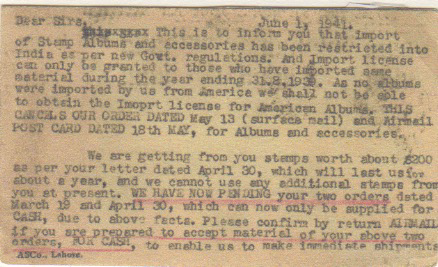 Dear Sirs, June 1, 1941.
This is to inform you that import
of Stamp Albums and accessories has been restricted into
India as per new Govt. regulations. And Import license
can only be granted to those who have imported same
material during the year ending 31.8.1939. As no albums
were imported by us from America we shall not be able
to obtain the Imoprt license for American Albums. THIS
CANCELS OUR ORDER DATED May 13 (surface mail) and Airmail
POST CARD DATED 18th MAY, for Albums and accessories.
We are getting from you stamps worth about $200
as per your letter dated April 30, which will last us for
about a year, and we cannot use any additional stamps from
you at present. WE HAVE NOW PENDING your two orders dated
March 19 and April 30, which can now only be supplied for
CASH, due to above facts. Please confirm by return AIRMAIL
if you are prepared to accept material of your above two
orders, FOR CASH, to enable us to make immediate shipments
ASCo., Lahore.